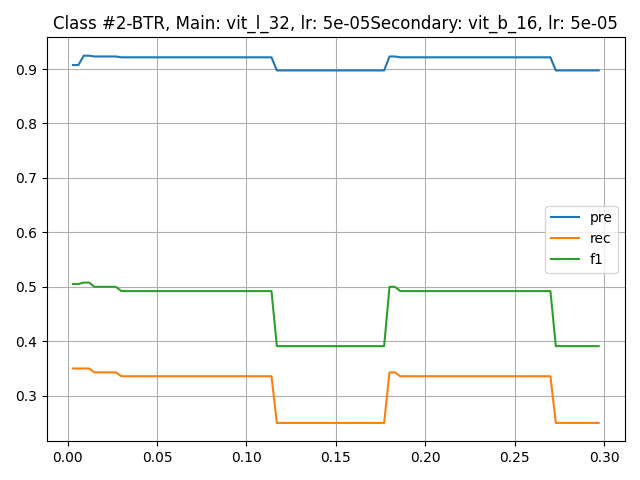 Class #2-BTR, Main: vit_l_32, lr: 5e-05Secondary: vit_b_16, lr: 5e-05
0.9
0.8
0.7
0.6
0.5
0.4
0.3
pre
rec
f1
0.00 0.05 0.10 0.15 0.20 0.25 0.30